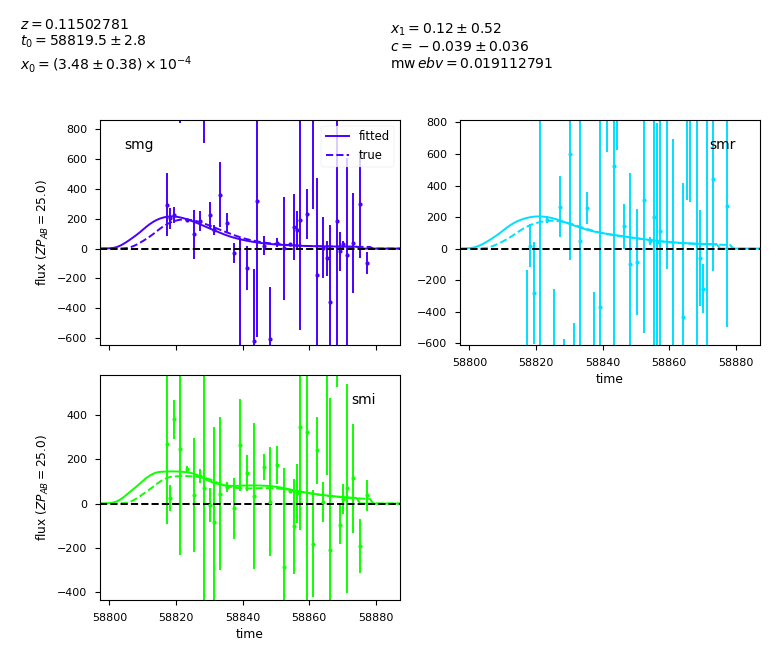 z = 0.11502781
t₀ = 58819.5 ± 2.8
x₀ = (3.48 ± 0.38) × 10⁻⁴
x₁ = 0.12 ± 0.52
c = −0.039 ± 0.036
mw ebv = 0.019112791
smg
fitted
true
800
600
400
200
0
−200
−400
−600
flux (ZP_AB = 25.0)
smr
800
600
400
200
0
−200
−400
−600
58800 58820 58840 58860 58880
time
smi
400
200
0
−200
−400
flux (ZP_AB = 25.0)
58800 58820 58840 58860 58880
time